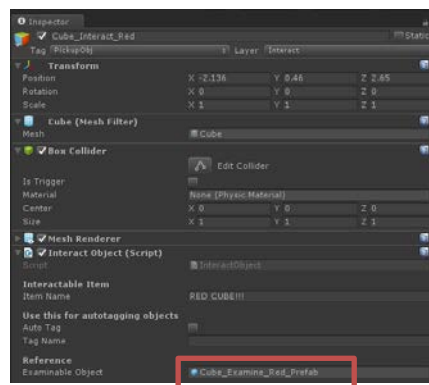 Inspector
Cube_Interact_Red Static
Tag PickupObj Layer Interact
Transform
Position X -2.136 Y 0.46 Z 2.65
Rotation X 0 Y 0 Z 0
Scale X 1 Y 1 Z 1
Cube (Mesh Filter)
Mesh Cube
Box Collider
Edit Collider
Is Trigger
Material None (Physic Material)
Center X 0 Y 0 Z 0
Size X 1 Y 1 Z 1
Mesh Renderer
Interact Object (Script)
Script InteractObject
Interactable Item
Item Name RED CUBE!!!
Use this for autotagging objects
Auto Tag
Tag Name
Reference
Examinable Object Cube_Examine_Red_Prefab